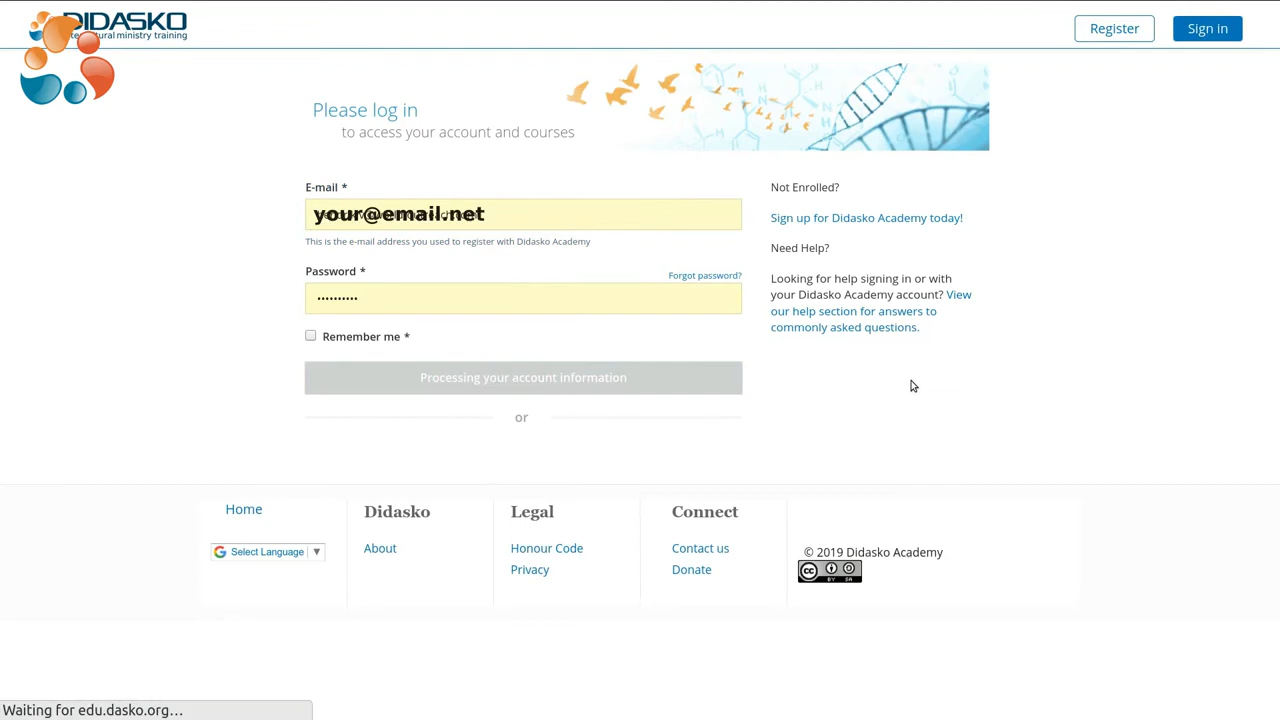 DIDASKO
ministry training
Register
Sign in
Please log in
to access your account and courses
E-mail *
your@email.net
This is the e-mail address you used to register with Didasko Academy
Password *
Forgot password?
••••••••••
Remember me *
Processing your account information
or
Not Enrolled?
Sign up for Didasko Academy today!
Need Help?
Looking for help signing in or with
your Didasko Academy account? View
our help section for answers to
commonly asked questions.
Home
Select Language ▼
Didasko
About
Legal
Honour Code
Privacy
Connect
Contact us
Donate
© 2019 Didasko Academy
cc
BY SA
Waiting for edu.dasko.org...